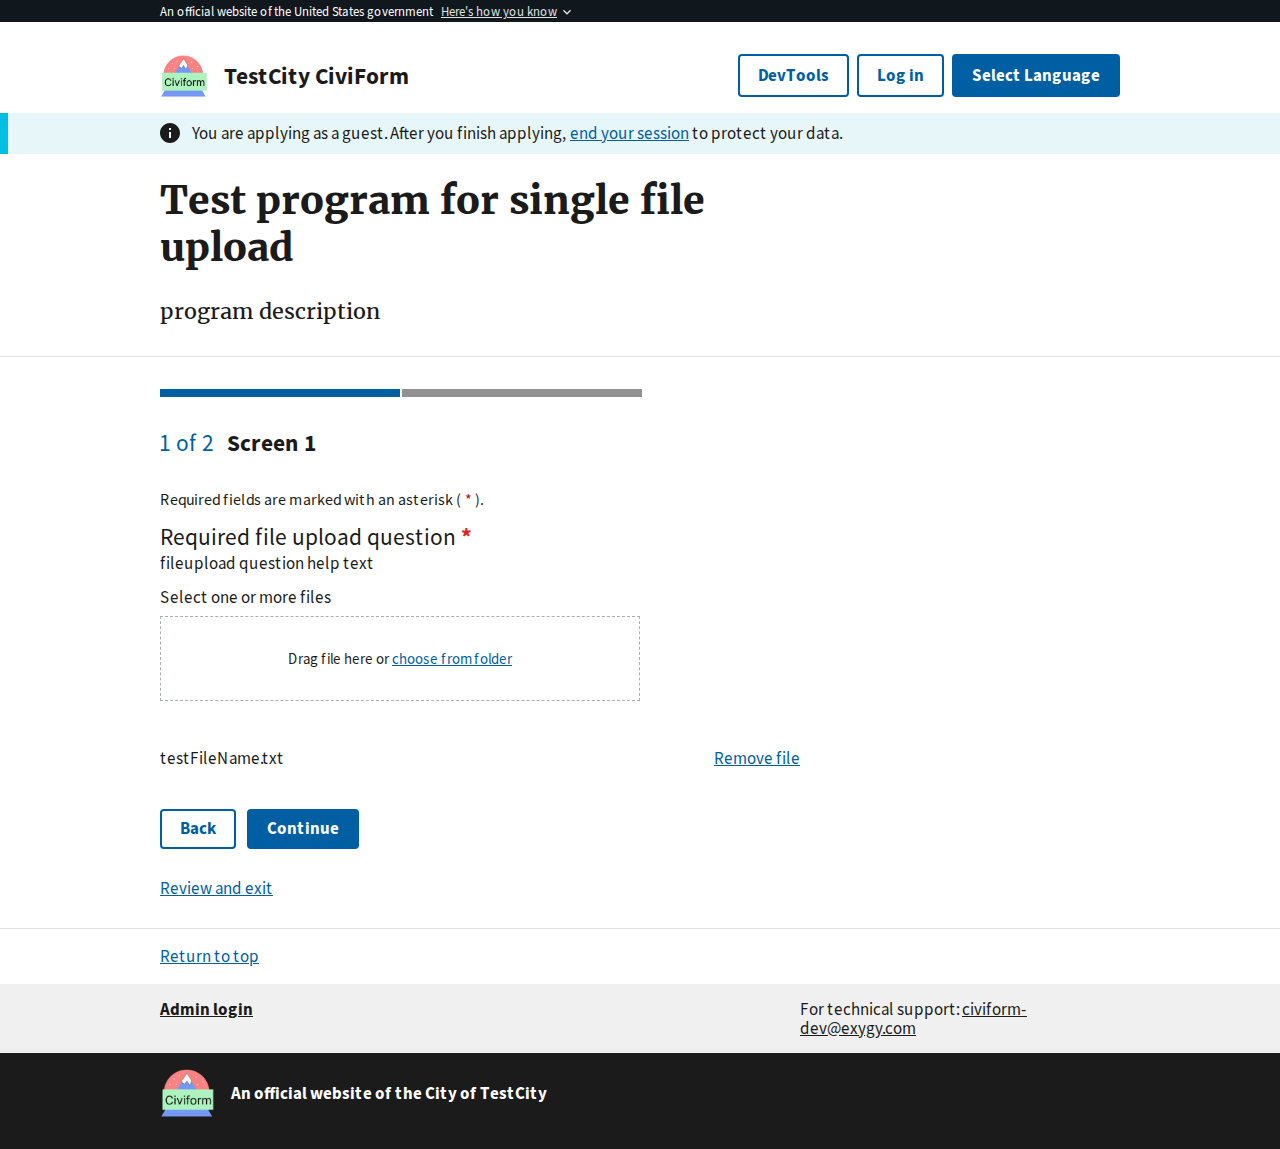 An official website of the United States government Here's how you know
Civiform
TestCity CiviForm
DevTools
Log in
Select Language
You are applying as a guest. After you finish applying, end your session to protect your data.
Test program for single file
upload
program description
1 of 2 Screen 1
Required fields are marked with an asterisk ( * ).
Required file upload question *
fileupload question help text
Select one or more files
Drag file here or choose from folder
testFileName.txt
Remove file
Back
Continue
Review and exit
Return to top
Admin login
For technical support: civiform-
dev@exygy.com
Civiform
An official website of the City of TestCity